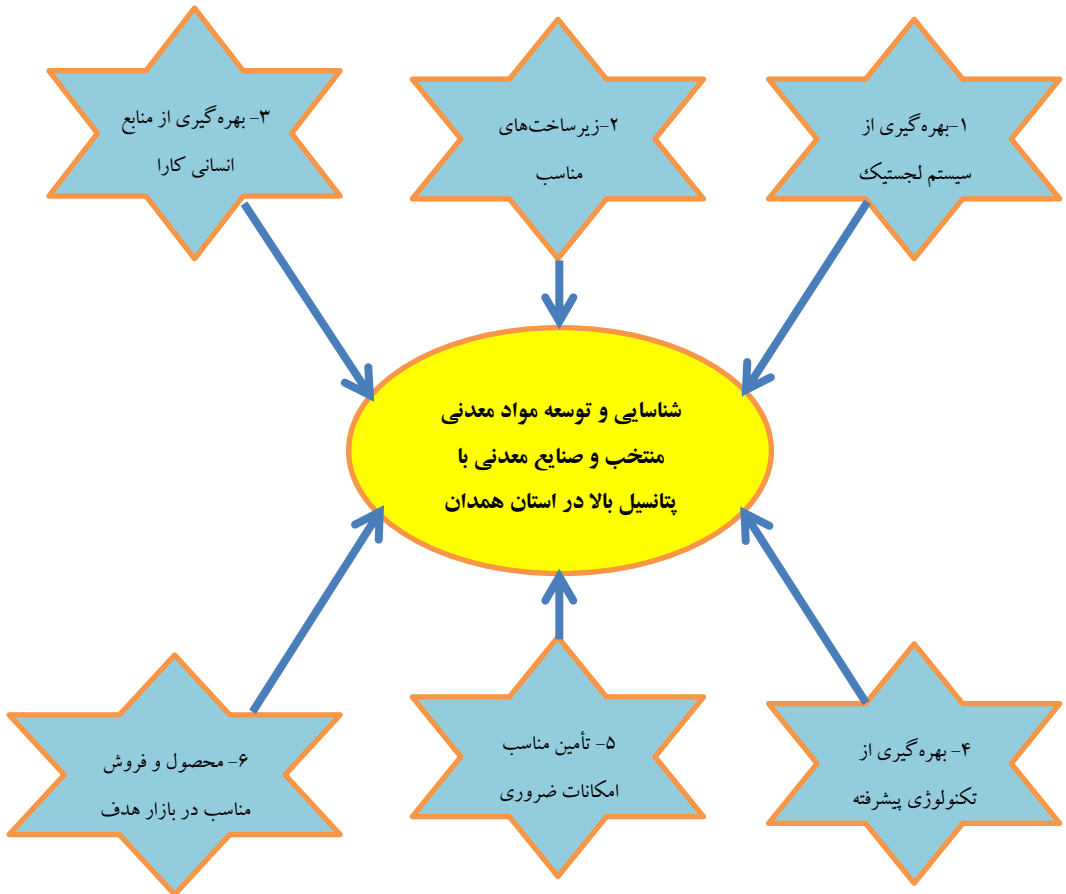 ۱-بهره‌گیری از
سیستم لجستیک
۲-زیرساخت‌های
مناسب
۳- بهره‌گیری از منابع
انسانی کارا
شناسایی و توسعه مواد معدنی
منتخب و صنایع معدنی با
پتانسیل بالا در استان همدان
۴- بهره‌گیری از
تکنولوژی پیشرفته
۵- تأمین مناسب
امکانات ضروری
۶- محصول و فروش
مناسب در بازار هدف